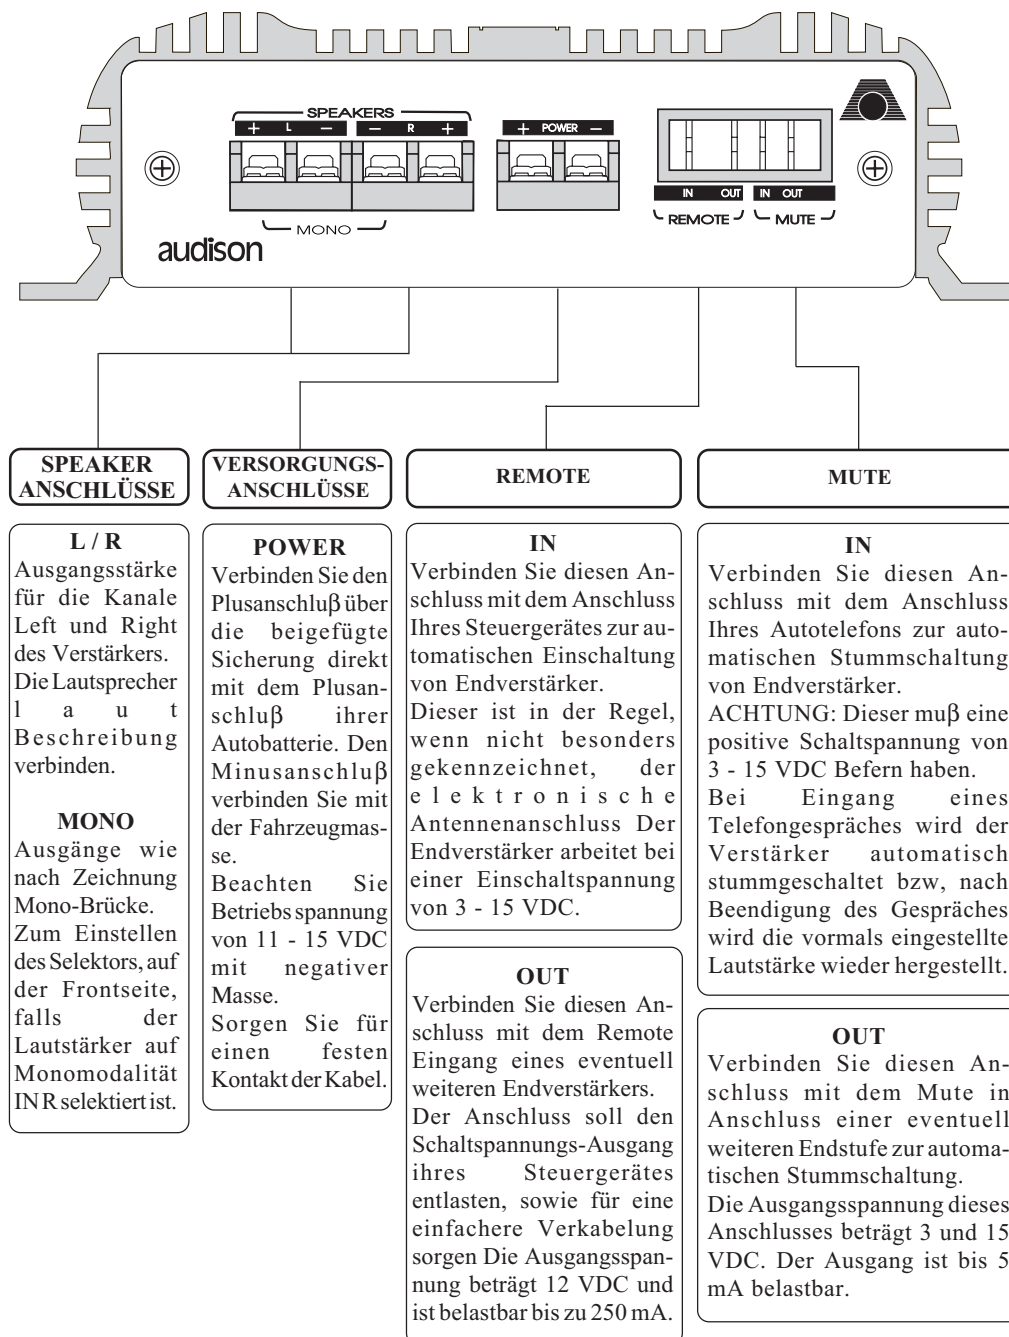 SPEAKERS
+ L − − R +
+ POWER −
IN OUT IN OUT
REMOTE MUTE
MONO
audison
SPEAKER
ANSCHLÜSSE
L / R
Ausgangsstärke
für die Kanale
Left und Right
des Verstärkers.
Die Lautsprecher
l a u t
Beschreibung
verbinden.
MONO
Ausgänge wie
nach Zeichnung
Mono-Brücke.
Zum Einstellen
des Selektors, auf
der Frontseite,
falls der
Lautstärker auf
Monomodalität
IN R selektiert ist.
VERSORGUNGS-
ANSCHLÜSSE
POWER
Verbinden Sie den
Plusanschluβ über
die beigefügte
Sicherung direkt
mit dem Plusan-
schluβ ihrer
Autobatterie. Den
Minusanschluβ
verbinden Sie mit
der Fahrzeugmas-
se.
Beachten Sie
Betriebsspannung
von 11 - 15 VDC
mit negativer
Masse.
Sorgen Sie für
einen festen
Kontakt der Kabel.
REMOTE
IN
Verbinden Sie diesen An-
schluss mit dem Anschluss
Ihres Steuergerätes zur au-
tomatischen Einschaltung
von Endverstärker.
Dieser ist in der Regel,
wenn nicht besonders
gekennzeichnet, der
elektronische
Antennenanschluss Der
Endverstärker arbeitet bei
einer Einschaltspannung
von 3 - 15 VDC.
OUT
Verbinden Sie diesen An-
schluss mit dem Remote
Eingang eines eventuell
weiteren Endverstärkers.
Der Anschluss soll den
Schaltspannungs-Ausgang
ihres Steuergerätes
entlasten, sowie für eine
einfachere Verkabelung
sorgen Die Ausgangsspan-
nung beträgt 12 VDC und
ist belastbar bis zu 250 mA.
MUTE
IN
Verbinden Sie diesen An-
schluss mit dem Anschluss
Ihres Autotelefons zur auto-
matischen Stummschaltung
von Endverstärker.
ACHTUNG: Dieser muβ eine
positive Schaltspannung von
3 - 15 VDC Befern haben.
Bei Eingang eines
Telefongespräches wird der
Verstärker automatisch
stummgeschaltet bzw, nach
Beendigung des Gespräches
wird die vormals eingestellte
Lautstärke wieder hergestellt.
OUT
Verbinden Sie diesen An-
schluss mit dem Mute in
Anschluss einer eventuell
weiteren Endstufe zur automa-
tischen Stummschaltung.
Die Ausgangsspannung dieses
Anschlusses beträgt 3 und 15
VDC. Der Ausgang ist bis 5
mA belastbar.